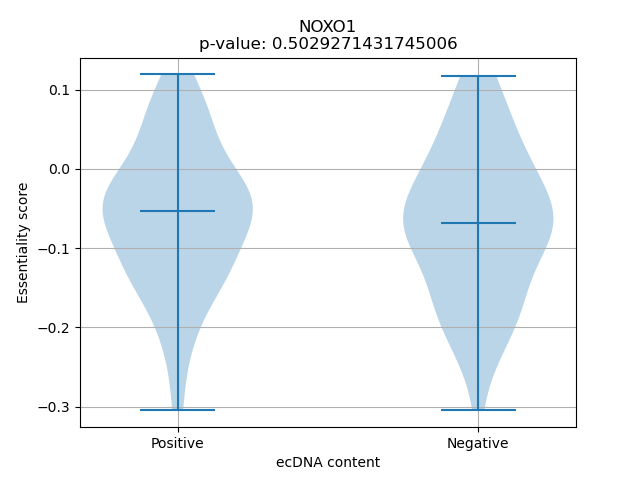 NOXO1
p-value: 0.5029271431745006
0.1
0.0
−0.1
−0.2
−0.3
Essentiality score
Positive
Negative
ecDNA content